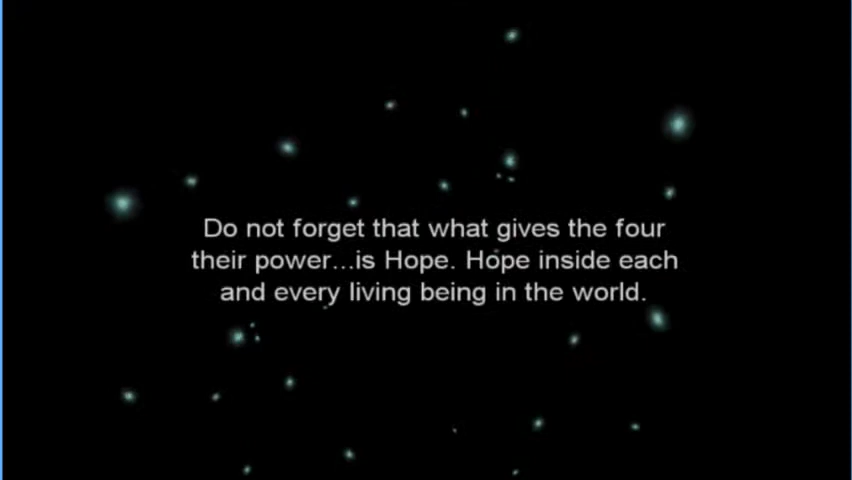 Do not forget that what gives the four
their power...is Hope. Hope inside each
and every living being in the world.